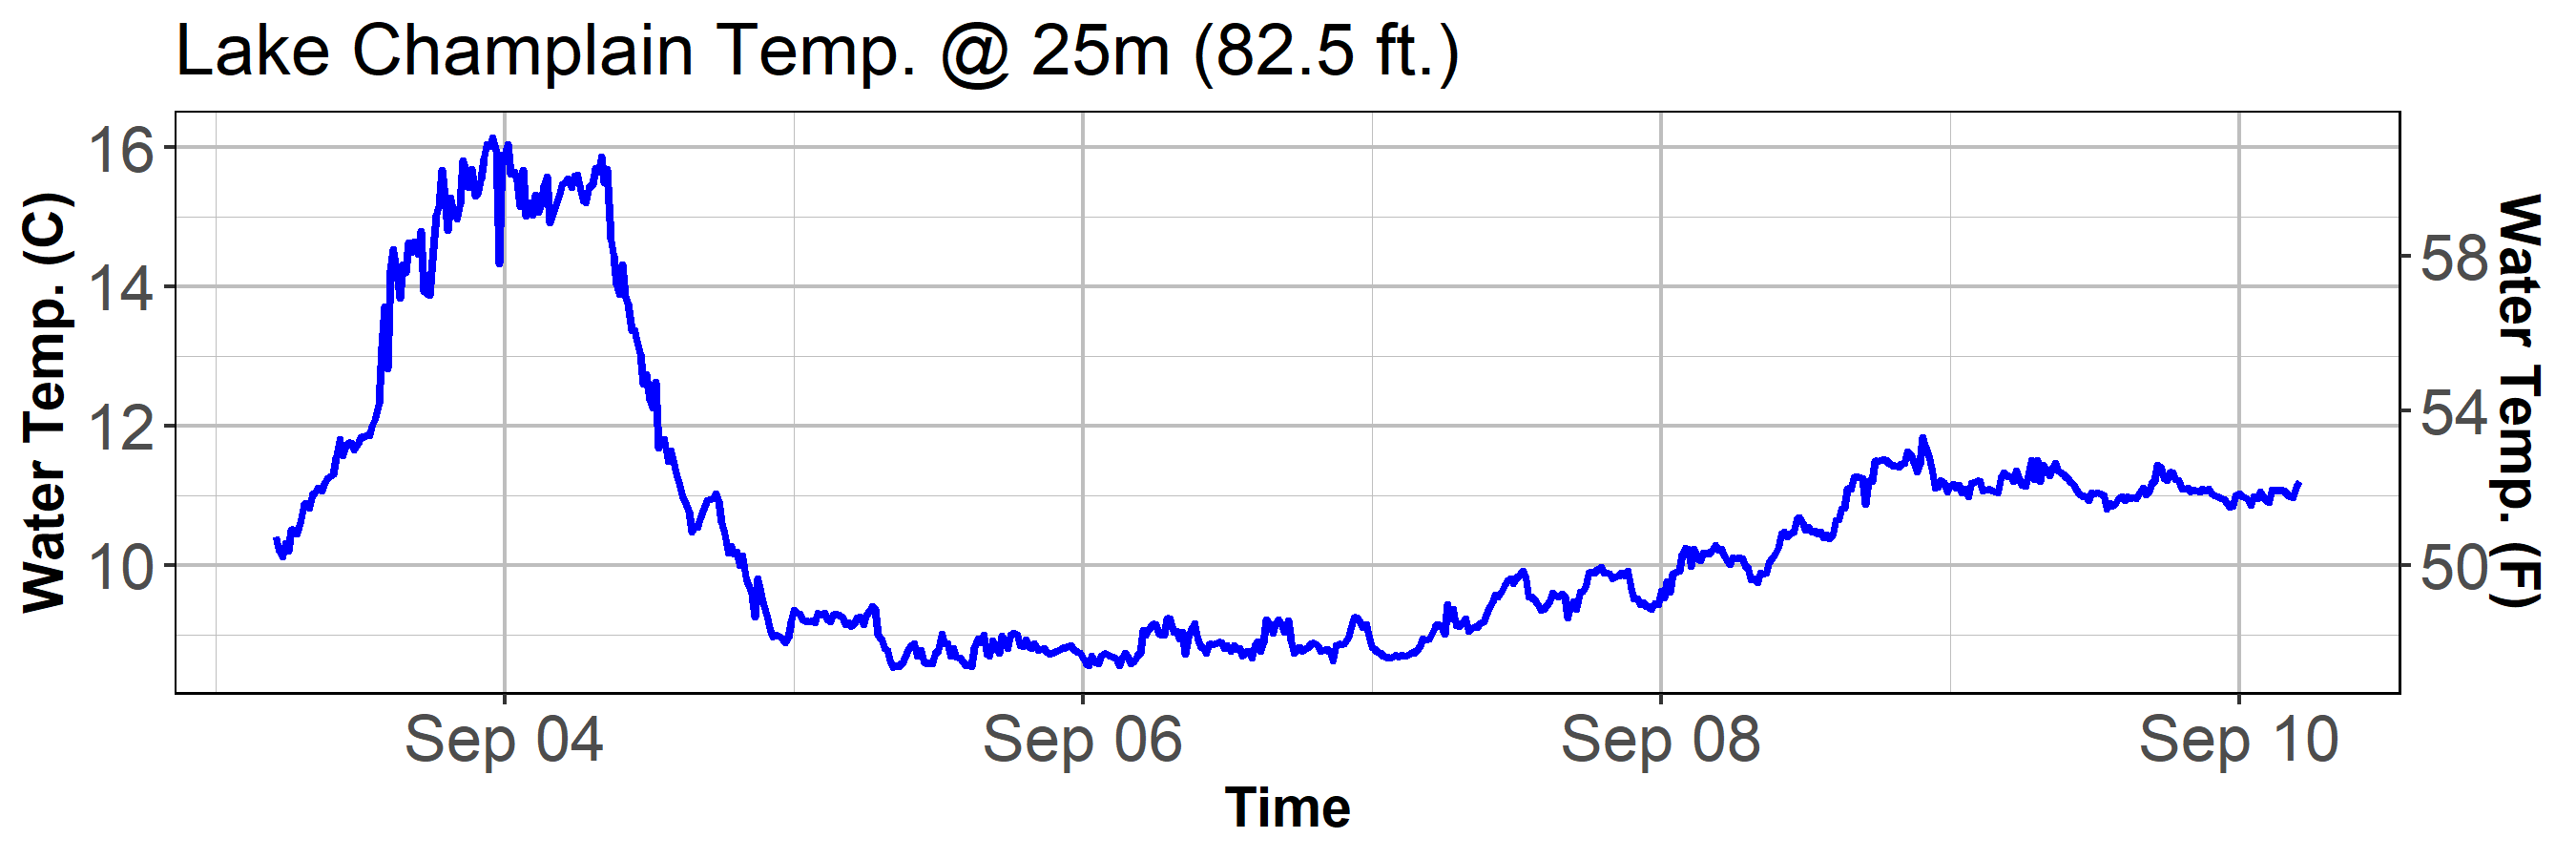 Lake Champlain Temp. @ 25m (82.5 ft.)
Water Temp. (C)
16
14
12
10
58
54
50
Water Temp. (F)
Sep 04
Sep 06
Sep 08
Sep 10
Time